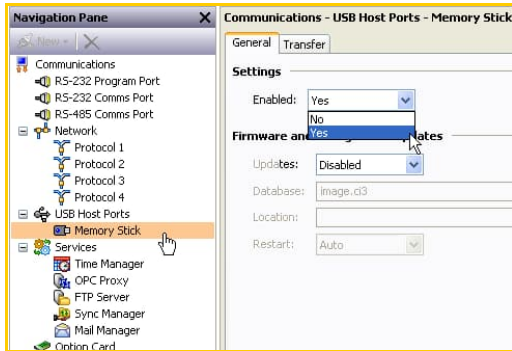 Navigation Pane X
New
Communications
RS-232 Program Port
RS-232 Comms Port
RS-485 Comms Port
Network
Protocol 1
Protocol 2
Protocol 3
Protocol 4
USB Host Ports
Memory Stick
Services
Time Manager
OPC Proxy
FTP Server
Sync Manager
Mail Manager
Option Card
Communications - USB Host Ports - Memory Stick
General Transfer
Settings
Enabled: Yes
No
Yes
Firmware and
Updates: Disabled
Database: image.ci3
Location:
Restart: Auto